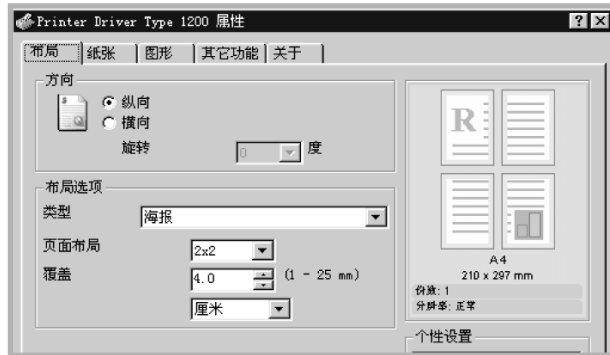 Printer Driver Type 1200 属性
布局 纸张 图形 其它功能 关于
方向
纵向
横向
旋转 0 度
布局选项
类型 海报
页面布局 2x2
覆盖 4.0 (1 - 25 mm)
厘米
R
A4
210 x 297 mm
份数: 1
分辨率: 正常
个性设置